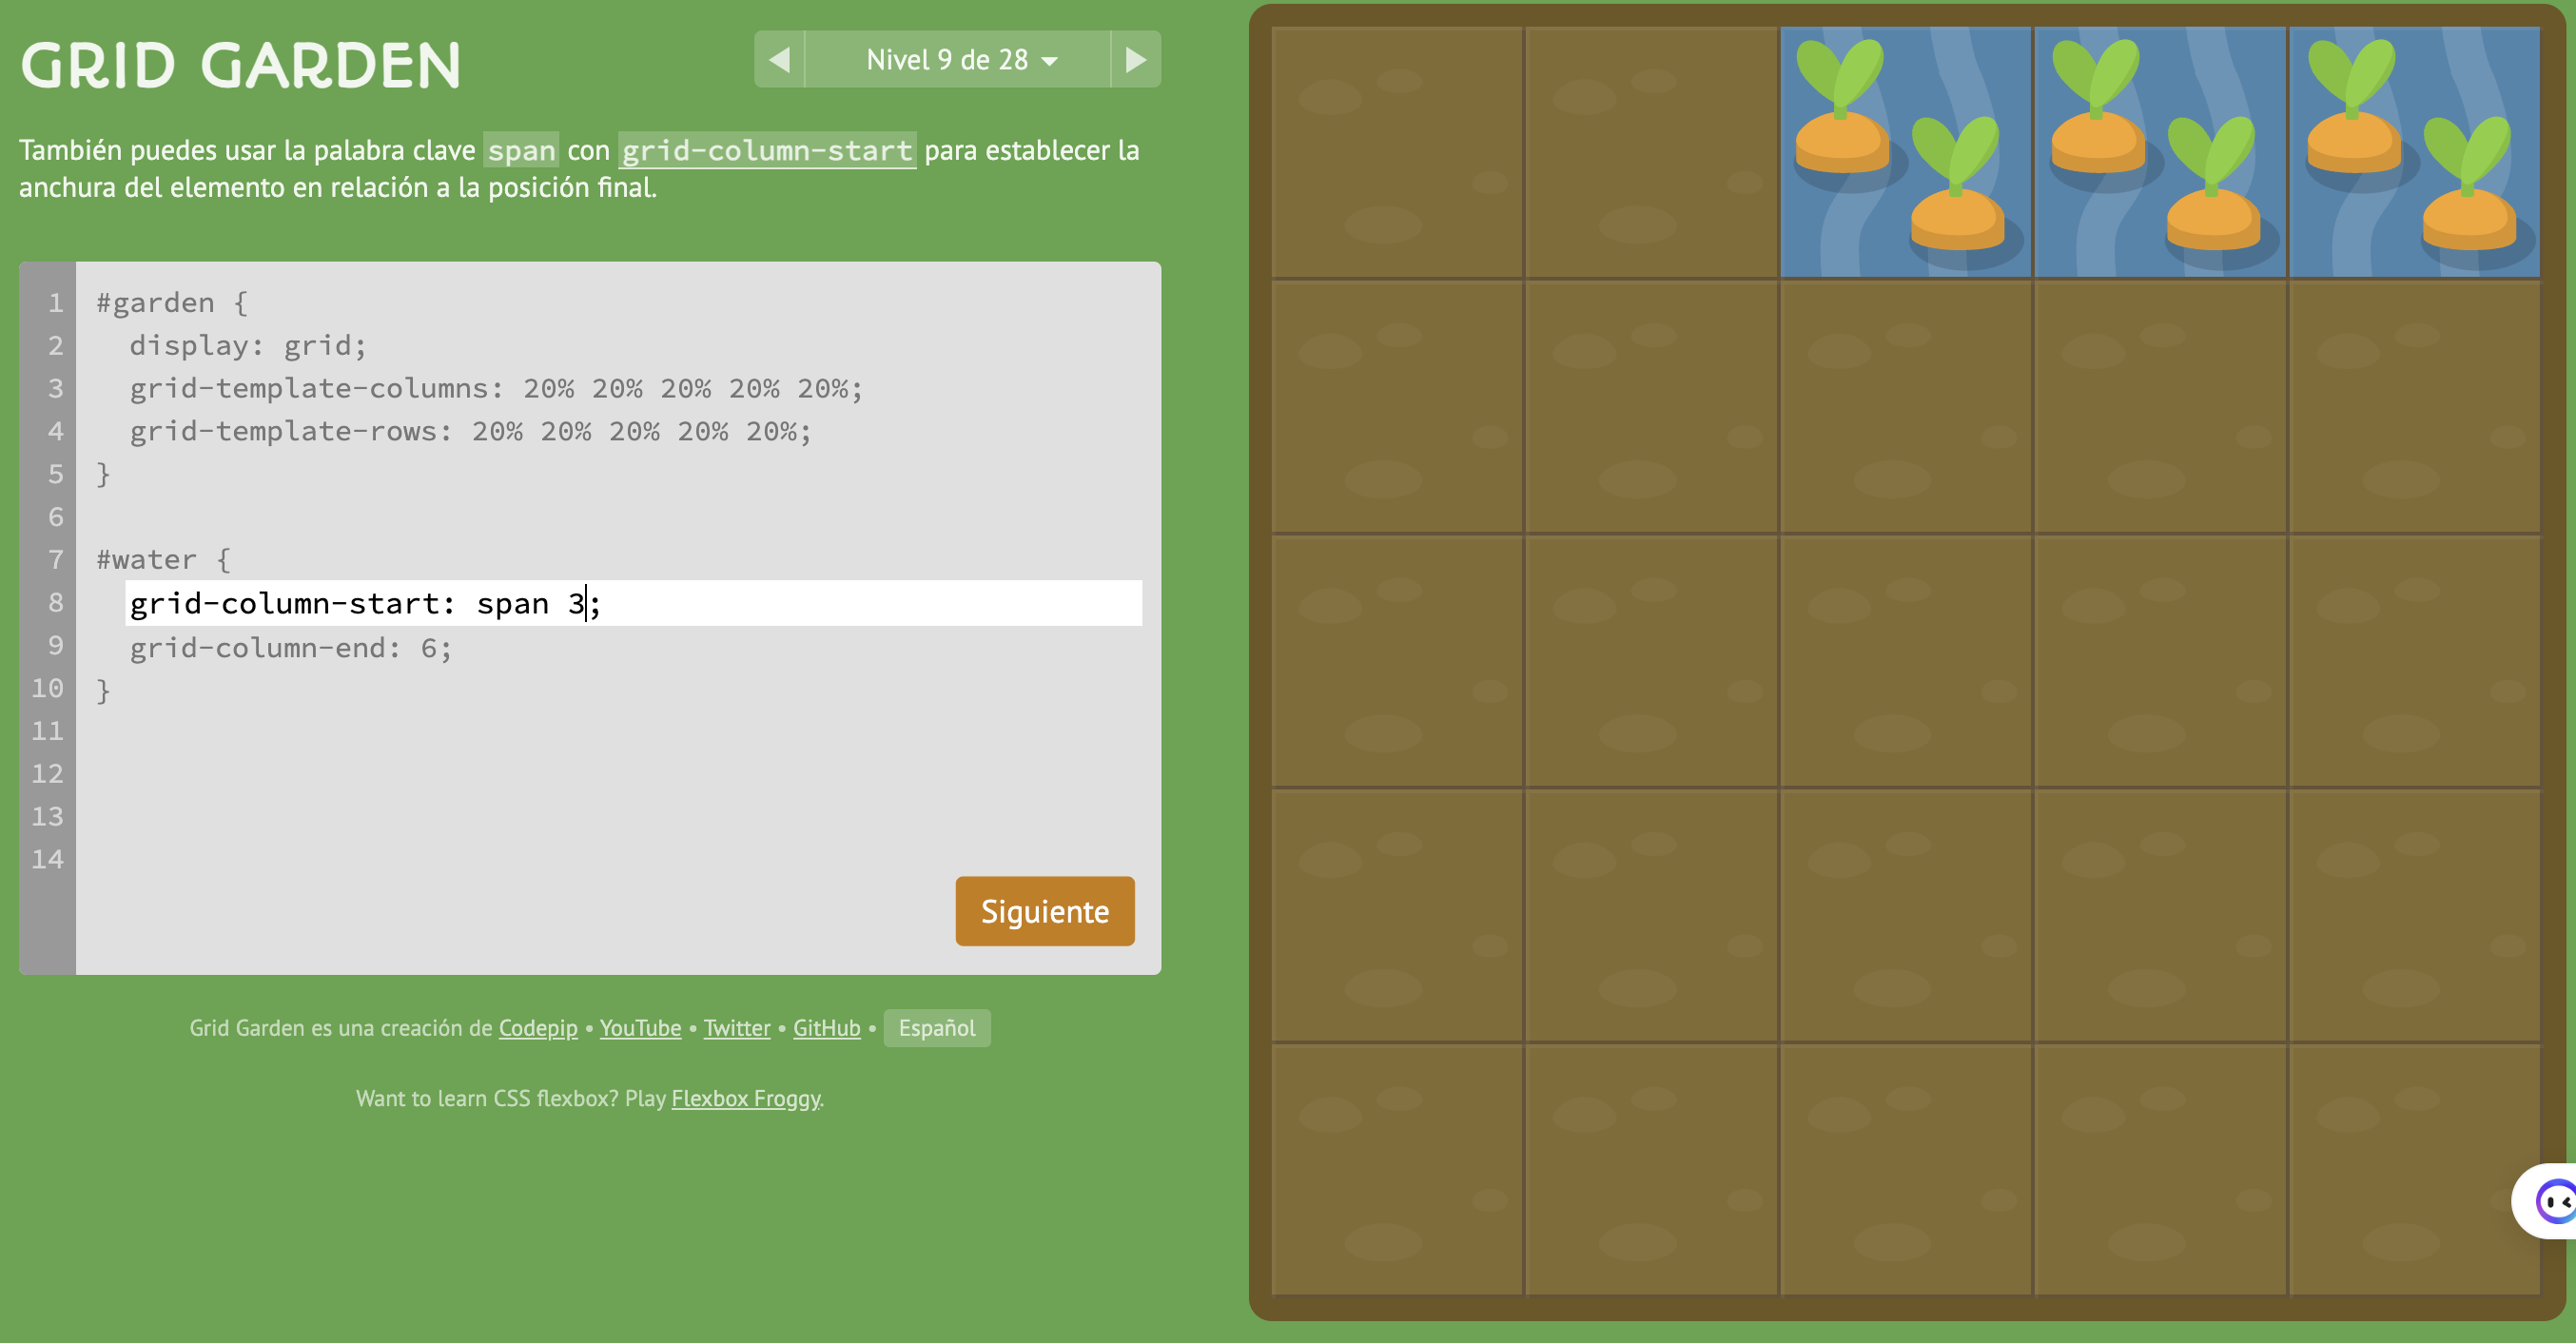 GRID GARDEN
Nivel 9 de 28
También puedes usar la palabra clave span con grid-column-start para establecer la
anchura del elemento en relación a la posición final.
1 #garden {
2 display: grid;
3 grid-template-columns: 20% 20% 20% 20% 20%;
4 grid-template-rows: 20% 20% 20% 20% 20%;
5 }
6
7 #water {
8 grid-column-start: span 3;
9 grid-column-end: 6;
10 }
11
12
13
14
Siguiente
Grid Garden es una creación de Codepip • YouTube • Twitter • GitHub • Español
Want to learn CSS flexbox? Play Flexbox Froggy.